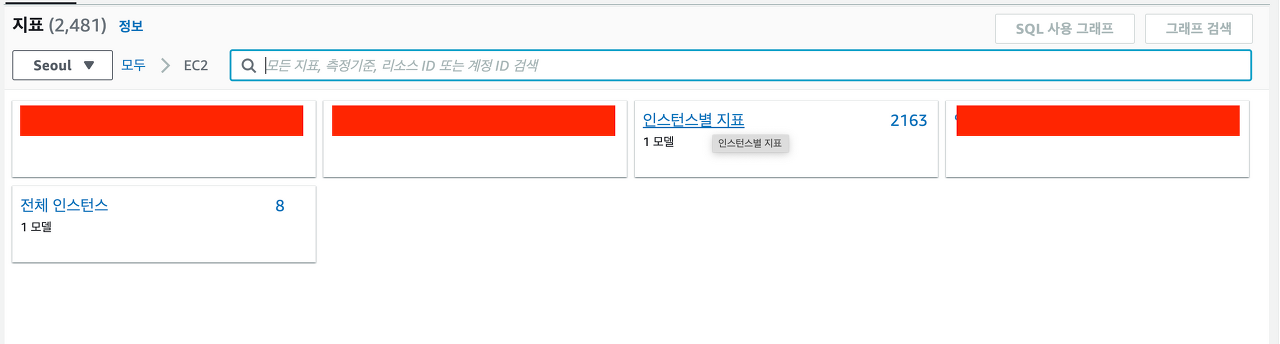 지표 (2,481) 정보
SQL 사용 그래프
그래프 검색
Seoul ▼ 모두 > EC2
모든 지표, 측정기준, 리소스 ID 또는 계정 ID 검색
인스턴스별 지표 2163
1 모델
인스턴스별 지표
전체 인스턴스 8
1 모델